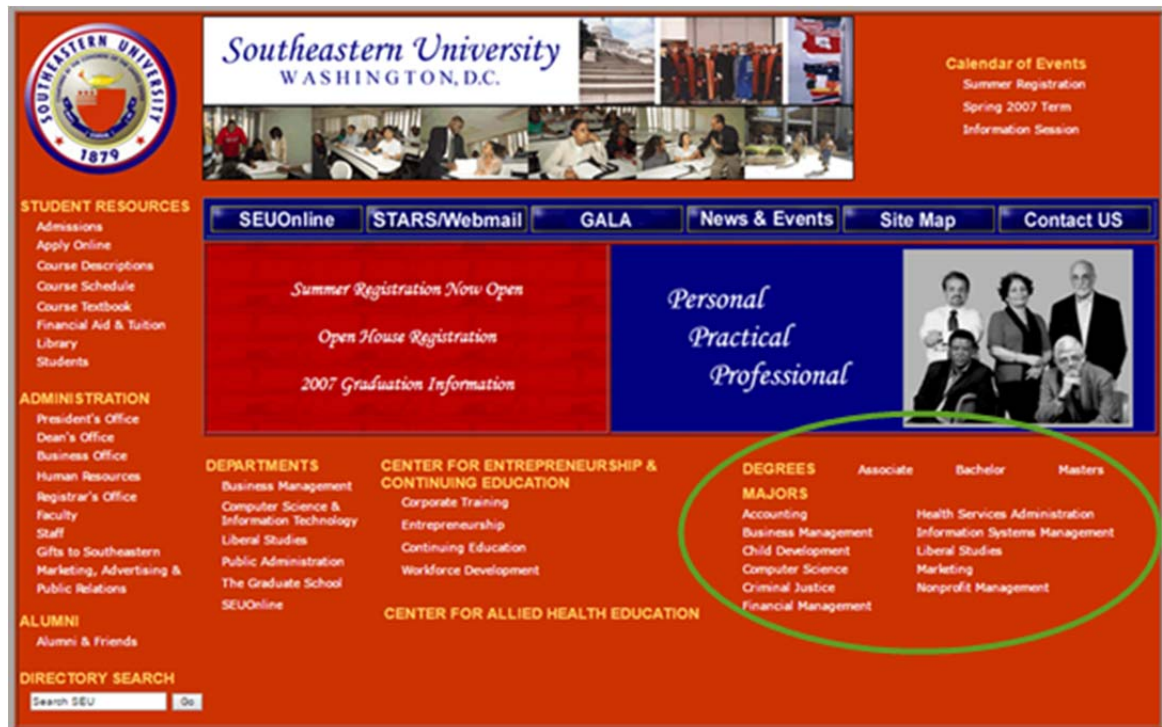 SOUTHEASTERN UNIVERSITY
1879
Southeastern University
WASHINGTON, D.C.
Calendar of Events
Summer Registration
Spring 2007 Term
Information Session
STUDENT RESOURCES
Admissions
Apply Online
Course Descriptions
Course Schedule
Course Textbook
Financial Aid & Tuition
Library
Students
ADMINISTRATION
President's Office
Dean's Office
Business Office
Human Resources
Registrar's Office
Faculty
Staff
Gifts to Southeastern
Marketing, Advertising &
Public Relations
ALUMNI
Alumni & Friends
DIRECTORY SEARCH
Search SEU Go
SEUOnline STARS/Webmail GALA News & Events Site Map Contact US
Summer Registration Now Open
Open House Registration
2007 Graduation Information
Personal
Practical
Professional
DEPARTMENTS
Business Management
Computer Science &
Information Technology
Liberal Studies
Public Administration
The Graduate School
SEUOnline
CENTER FOR ENTREPRENEURSHIP &
CONTINUING EDUCATION
Corporate Training
Entrepreneurship
Continuing Education
Workforce Development
CENTER FOR ALLIED HEALTH EDUCATION
DEGREES Associate Bachelor Masters
MAJORS
Accounting
Business Management
Child Development
Computer Science
Criminal Justice
Financial Management
Health Services Administration
Information Systems Management
Liberal Studies
Marketing
Nonprofit Management